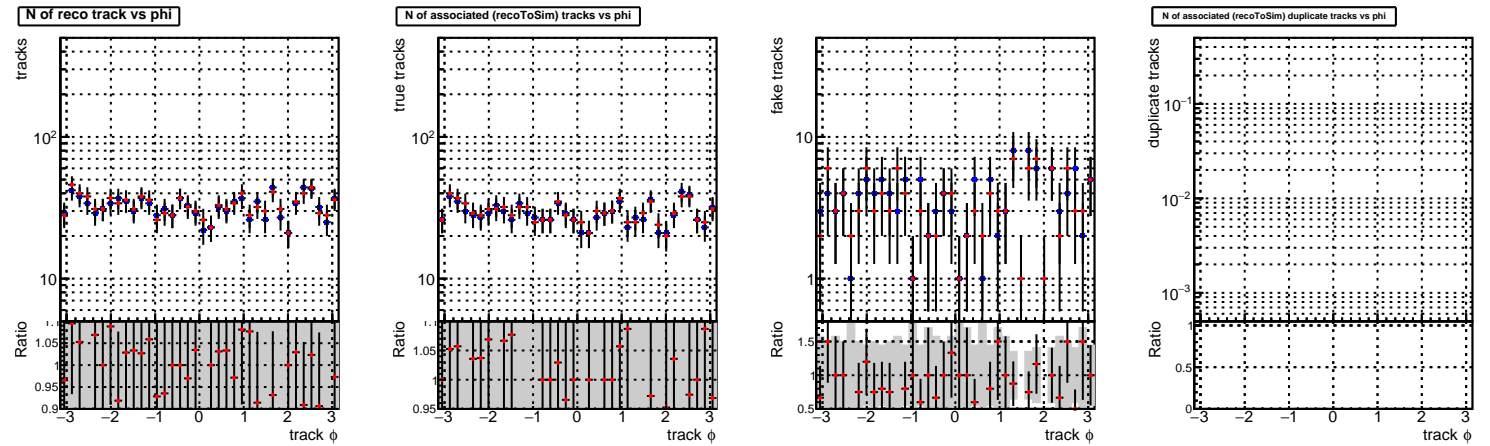 N of reco track vs phi
tracks
10²
10
Ratio
1.1
1.05
1
0.95
0.9
−3 −2 −1 0 1 2 3
track ϕ
N of associated (recoToSim) tracks vs phi
true tracks
10²
10
Ratio
1.1
1.05
1
0.95
−3 −2 −1 0 1 2 3
track ϕ
fake tracks
10
1
Ratio
1.5
1
0.5
−3 −2 −1 0 1 2 3
track ϕ
N of associated (recoToSim) duplicate tracks vs phi
duplicate tracks
10⁻¹
10⁻²
10⁻³
Ratio
1
0.5
0
−3 −2 −1 0 1 2 3
track ϕ